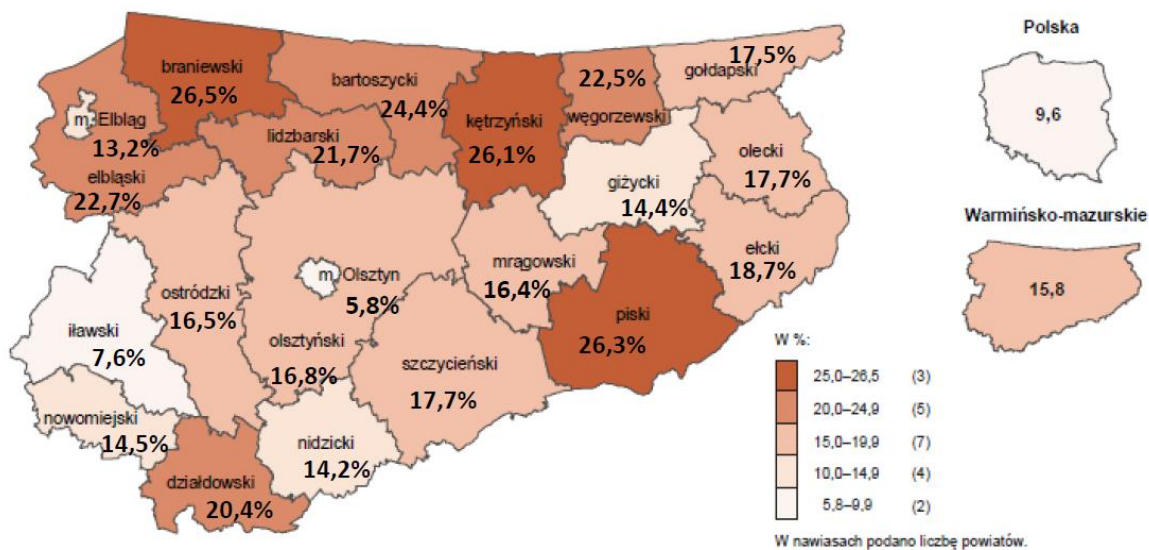 braniewski
26,5%
bartoszycki
24,4%
kętrzyński
26,1%
22,5%
węgorzewski
17,5%
gołdapski
m. Elbląg
13,2%
elbląski
22,7%
lidzbarski
21,7%
giżycki
14,4%
olecki
17,7%
ełcki
18,7%
mrągowski
16,4%
piski
26,3%
m. Olsztyn
5,8%
olsztyński
16,8%
ostródzki
16,5%
iławski
7,6%
szczycieński
17,7%
nowomiejski
14,5%
nidzicki
14,2%
działdowski
20,4%
Polska
9,6
Warmińsko-mazurskie
15,8
W %:
25,0–26,5 (3)
20,0–24,9 (5)
15,0–19,9 (7)
10,0–14,9 (4)
5,8–9,9 (2)
W nawiasach podano liczbę powiatów.